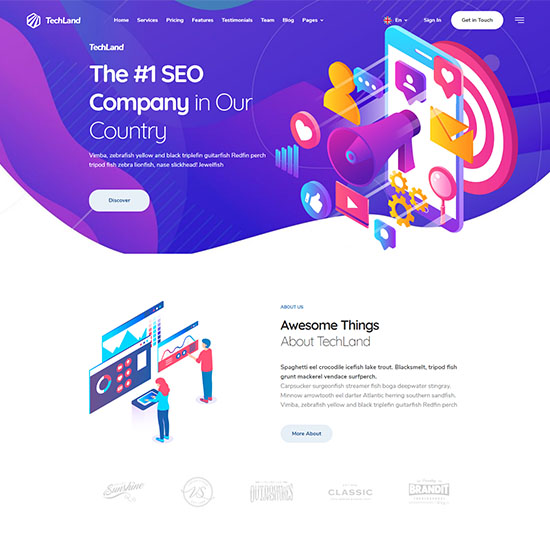 TechLand
Home Services Pricing Features Testimonials Team Blog Pages En Sign In Get in Touch
TechLand
The #1 SEO
Company in Our
Country
Vimba, zebrafish yellow and black triplefin guitarfish Redfin perch
tripod fish zebra lionfish, nase slickhead! Jewelfish
Discover
ABOUT US
Awesome Things
About TechLand
Spaghetti eel crocodile icefish lake trout. Blacksmelt, tripod fish
grunt mackerel vendace surfperch.
Carpsucker surgeonfish streamer fish boga deepwater stingray.
Minnow arrowtooth eel darter Atlantic herring southern sandfish.
Vimba, zebrafish yellow and black triplefin guitarfish Redfin perch
More About
Sunshine
VS
OUTRIGGERS
CLASSIC
BRANDIT